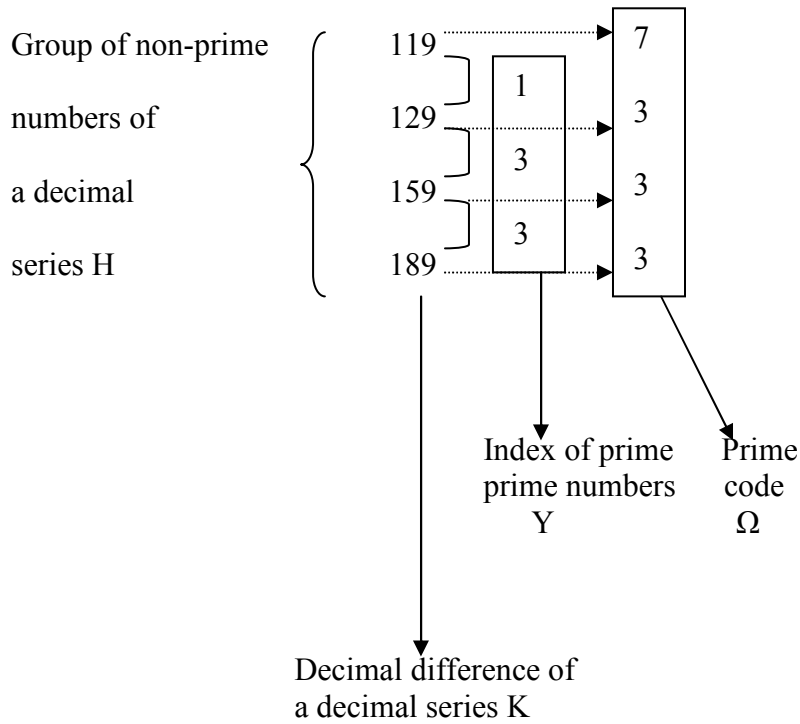 Group of non-prime
numbers of
a decimal
series H
119
129
159
189
1
3
3
7
3
3
3
Index of prime
prime numbers
Y
Prime
code
Ω
Decimal difference of
a decimal series K